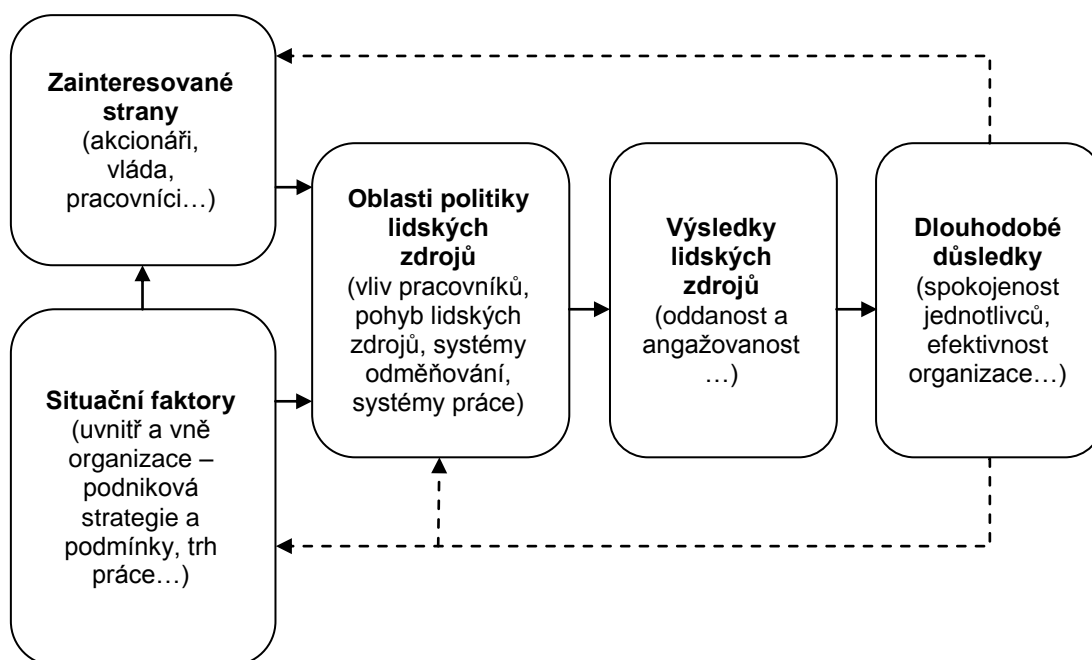 Zainteresované
strany
(akcionáři,
vláda,
pracovníci…)
Situační faktory
(uvnitř a vně
organizace –
podniková
strategie a
podmínky, trh
práce…)
Oblasti politiky
lidských
zdrojů
(vliv pracovníků,
pohyb lidských
zdrojů, systémy
odměňování,
systémy práce)
Výsledky
lidských
zdrojů
(oddanost a
angažovanost
…)
Dlouhodobé
důsledky
(spokojenost
jednotlivců,
efektivnost
organizace…)